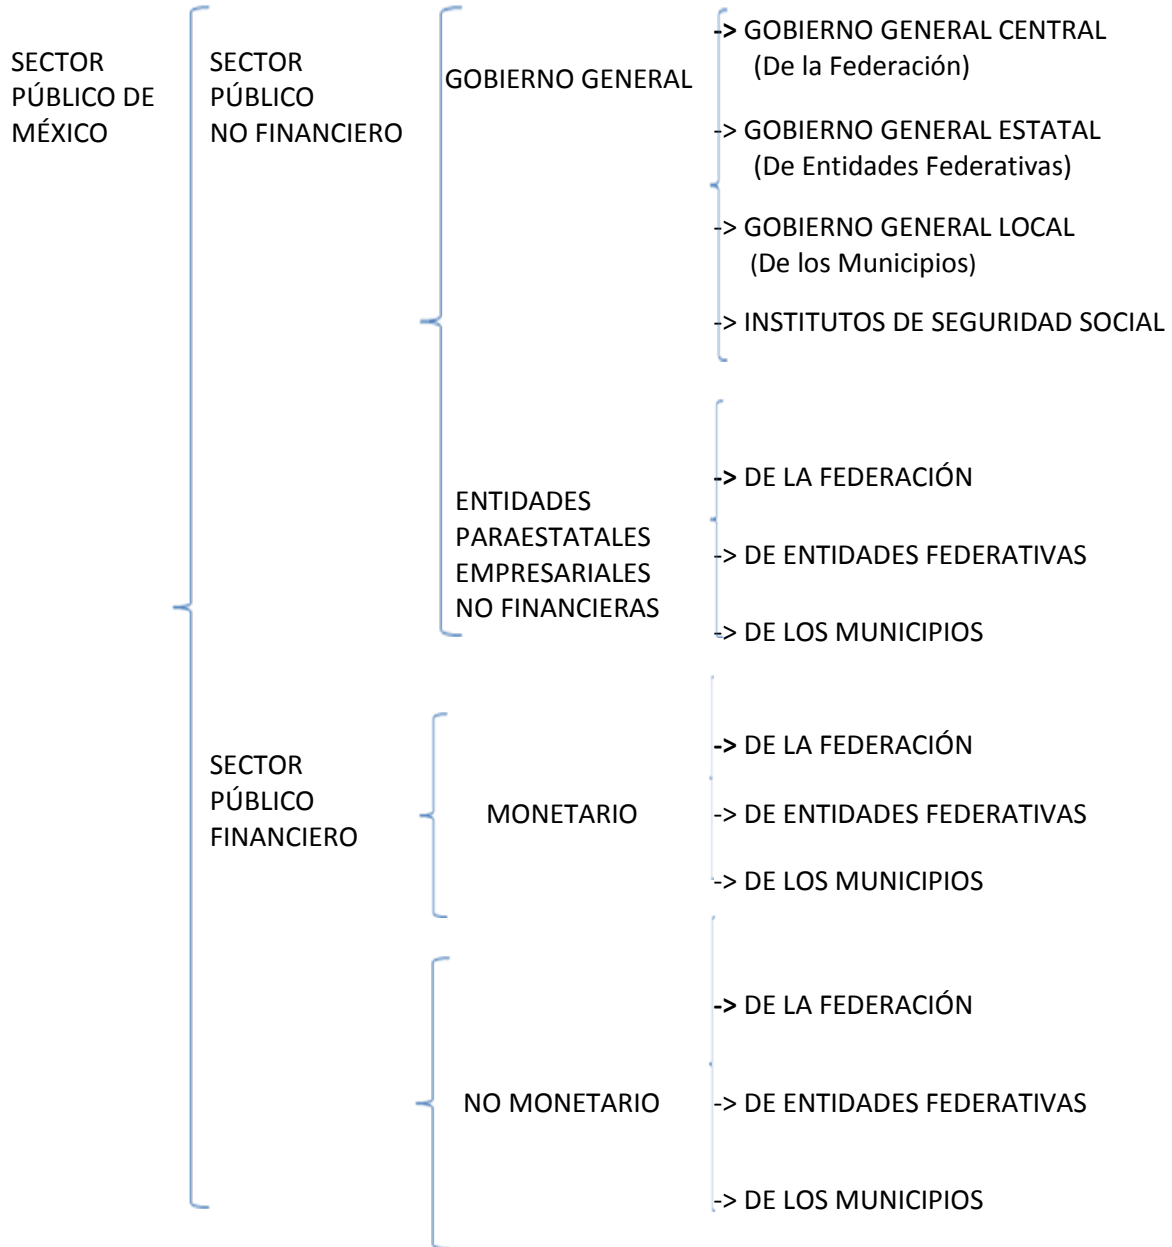 SECTOR
PÚBLICO DE
MÉXICO
SECTOR
PÚBLICO
NO FINANCIERO
GOBIERNO GENERAL
-> GOBIERNO GENERAL CENTRAL
(De la Federación)
-> GOBIERNO GENERAL ESTATAL
(De Entidades Federativas)
-> GOBIERNO GENERAL LOCAL
(De los Municipios)
-> INSTITUTOS DE SEGURIDAD SOCIAL
ENTIDADES
PARAESTATALES
EMPRESARIALES
NO FINANCIERAS
-> DE LA FEDERACIÓN
-> DE ENTIDADES FEDERATIVAS
-> DE LOS MUNICIPIOS
SECTOR
PÚBLICO
FINANCIERO
MONETARIO
-> DE LA FEDERACIÓN
-> DE ENTIDADES FEDERATIVAS
-> DE LOS MUNICIPIOS
NO MONETARIO
-> DE LA FEDERACIÓN
-> DE ENTIDADES FEDERATIVAS
-> DE LOS MUNICIPIOS